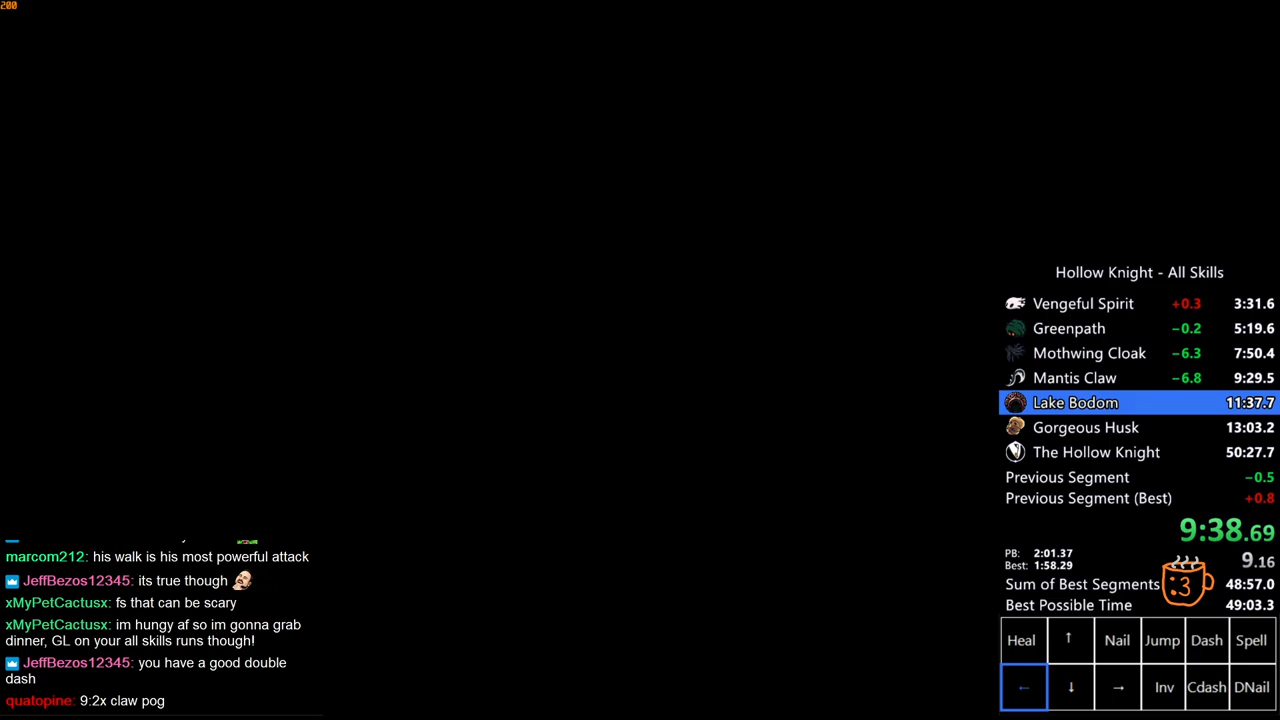 200
Hollow Knight - All Skills
Vengeful Spirit +0.3 3:31.6
Greenpath −0.2 5:19.6
Mothwing Cloak −6.3 7:50.4
Mantis Claw −6.8 9:29.5
Lake Bodom 11:37.7
Gorgeous Husk 13:03.2
The Hollow Knight 50:27.7
Previous Segment −0.5
Previous Segment (Best) +0.8
9:38.69
PB: 2:01.37 9.16
Best: 1:58.29
Sum of Best Segments 48:57.0
Best Possible Time 49:03.3
Heal ↑ Nail Jump Dash Spell
← ↓ → Inv Cdash DNail
marcom212: his walk is his most powerful attack
JeffBezos12345: its true though
xMyPetCactusx: fs that can be scary
xMyPetCactusx: im hungy af so im gonna grab
dinner, GL on your all skills runs though!
JeffBezos12345: you have a good double
dash
quatopine: 9:2x claw pog